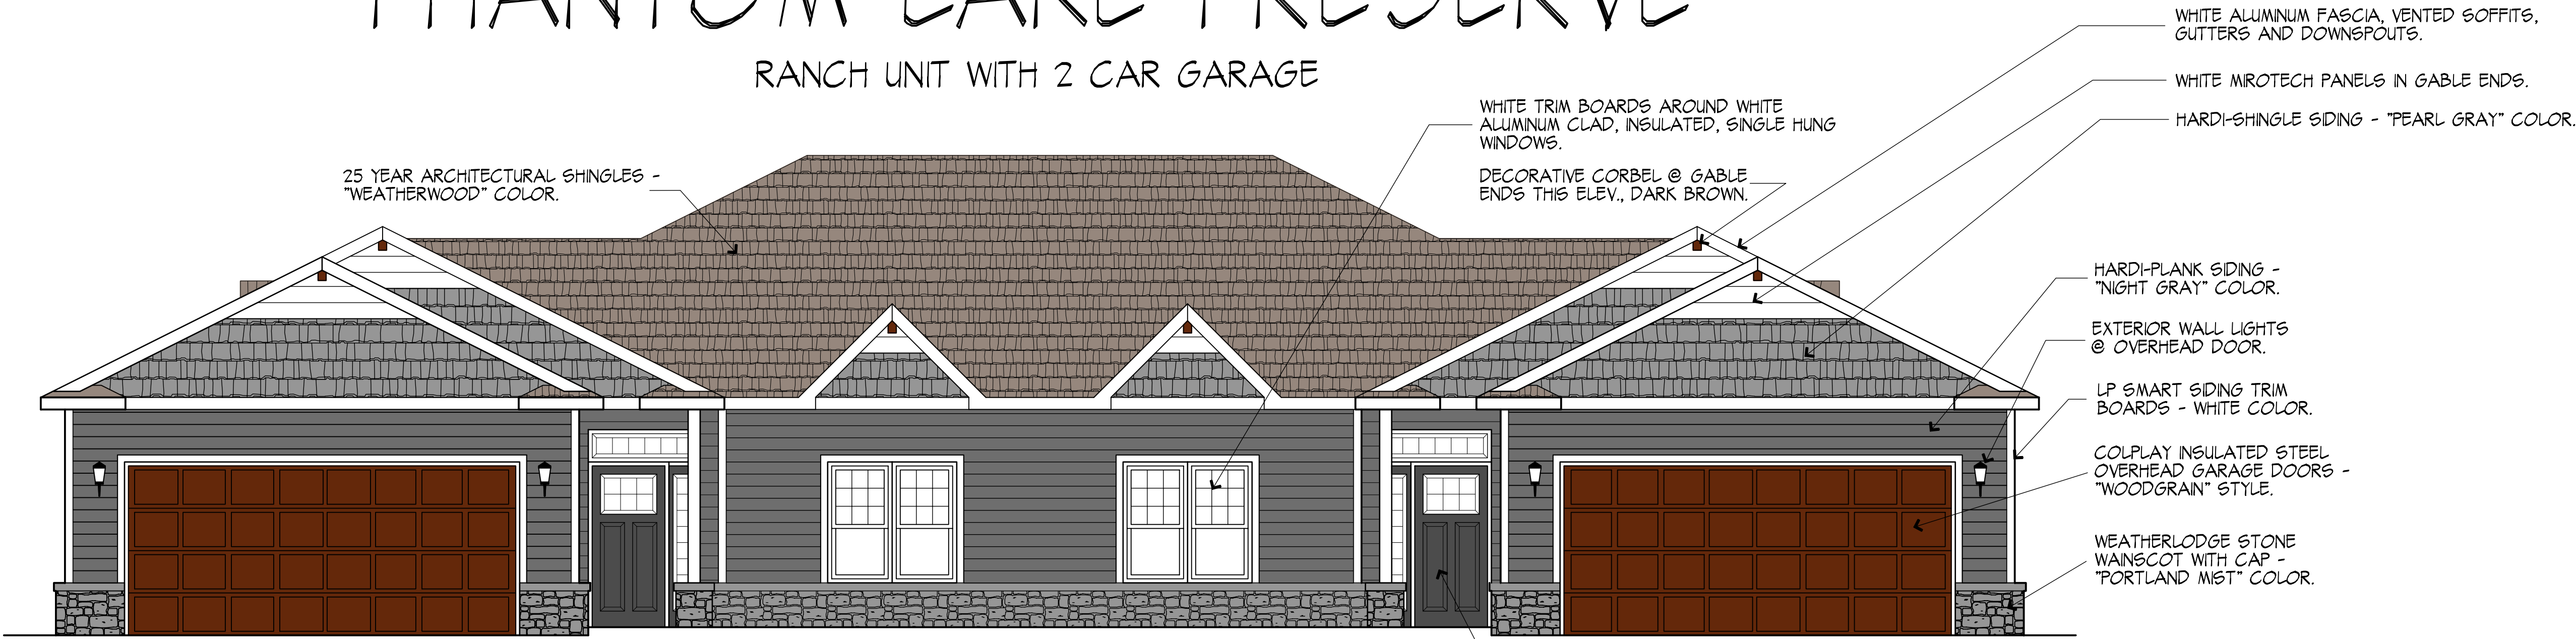 PHANTOM LAKE PRESERVE
RANCH UNIT WITH 2 CAR GARAGE
WHITE ALUMINUM FASCIA, VENTED SOFFITS,
GUTTERS AND DOWNSPOUTS.
WHITE MIROTECH PANELS IN GABLE ENDS.
HARDI-SHINGLE SIDING - "PEARL GRAY" COLOR.
WHITE TRIM BOARDS AROUND WHITE
ALUMINUM CLAD, INSULATED, SINGLE HUNG
WINDOWS.
DECORATIVE CORBEL @ GABLE
ENDS THIS ELEV., DARK BROWN.
25 YEAR ARCHITECTURAL SHINGLES -
"WEATHERWOOD" COLOR.
HARDI-PLANK SIDING -
"NIGHT GRAY" COLOR.
EXTERIOR WALL LIGHTS
@ OVERHEAD DOOR.
LP SMART SIDING TRIM
BOARDS - WHITE COLOR.
COLPLAY INSULATED STEEL
OVERHEAD GARAGE DOORS -
"WOODGRAIN" STYLE.
WEATHERLODGE STONE
WAINSCOT WITH CAP -
"PORTLAND MIST" COLOR.